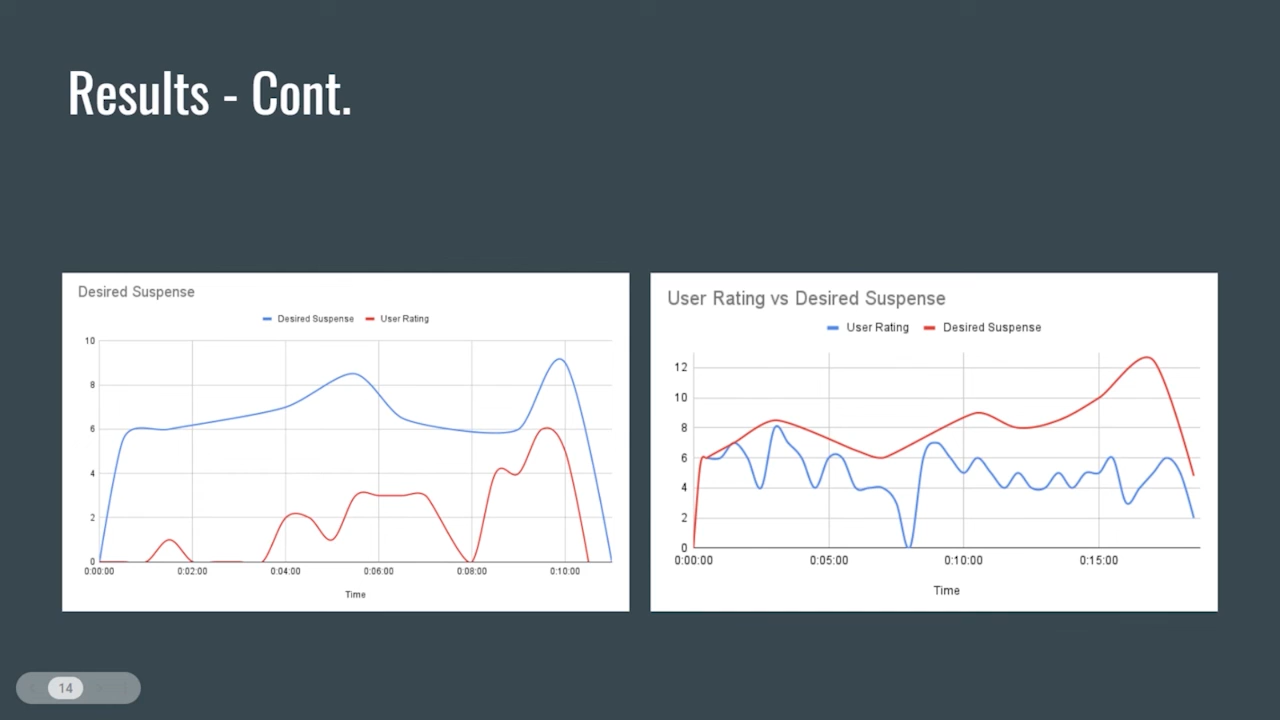 Results - Cont.
Desired Suspense
Desired Suspense User Rating
10
8
6
4
2
0
0:00:00 0:02:00 0:04:00 0:06:00 0:08:00 0:10:00
Time
User Rating vs Desired Suspense
User Rating Desired Suspense
12
10
8
6
4
2
0
0:00:00 0:05:00 0:10:00 0:15:00
Time
14